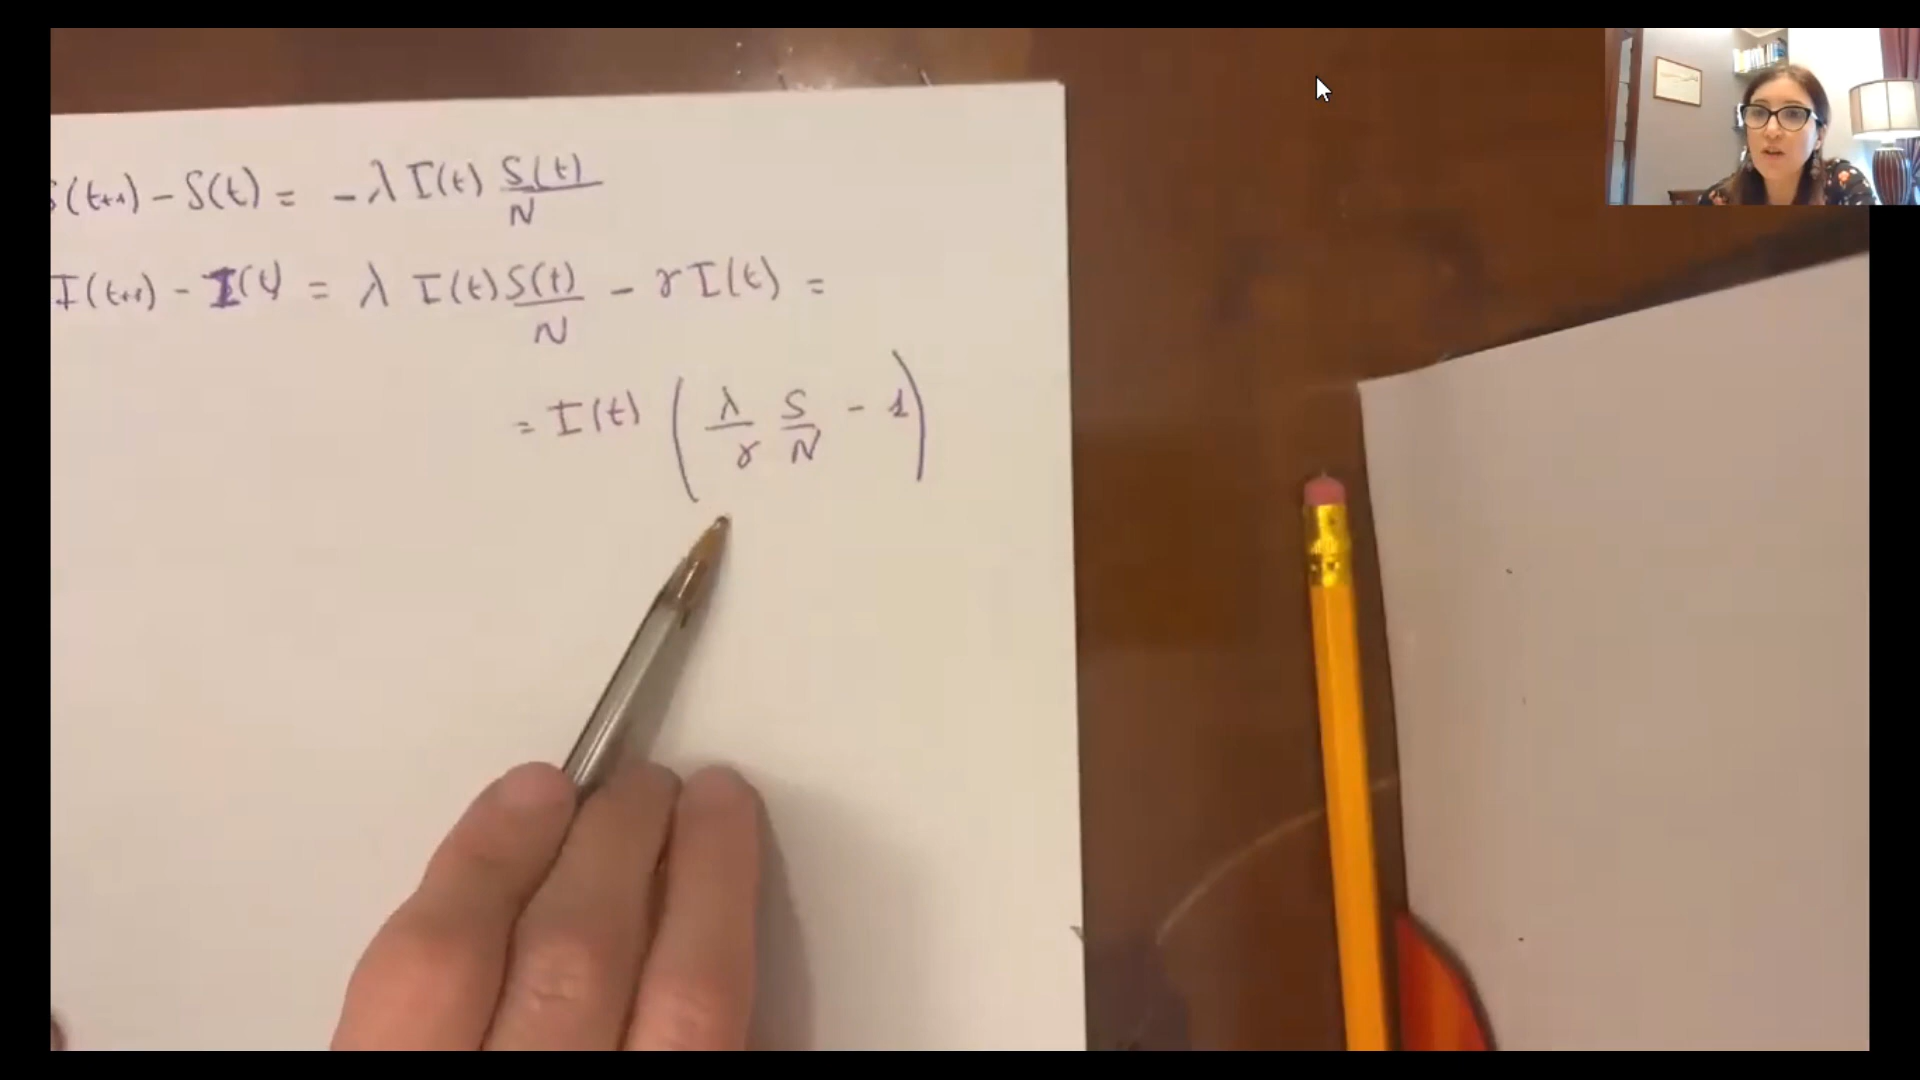 S(t+1) - S(t) = - λ I(t) S(t)/N
I(t+1) - I(t) = λ I(t) S(t)/N - γ I(t) =
= I(t) ( λ/γ S/N - 1 )